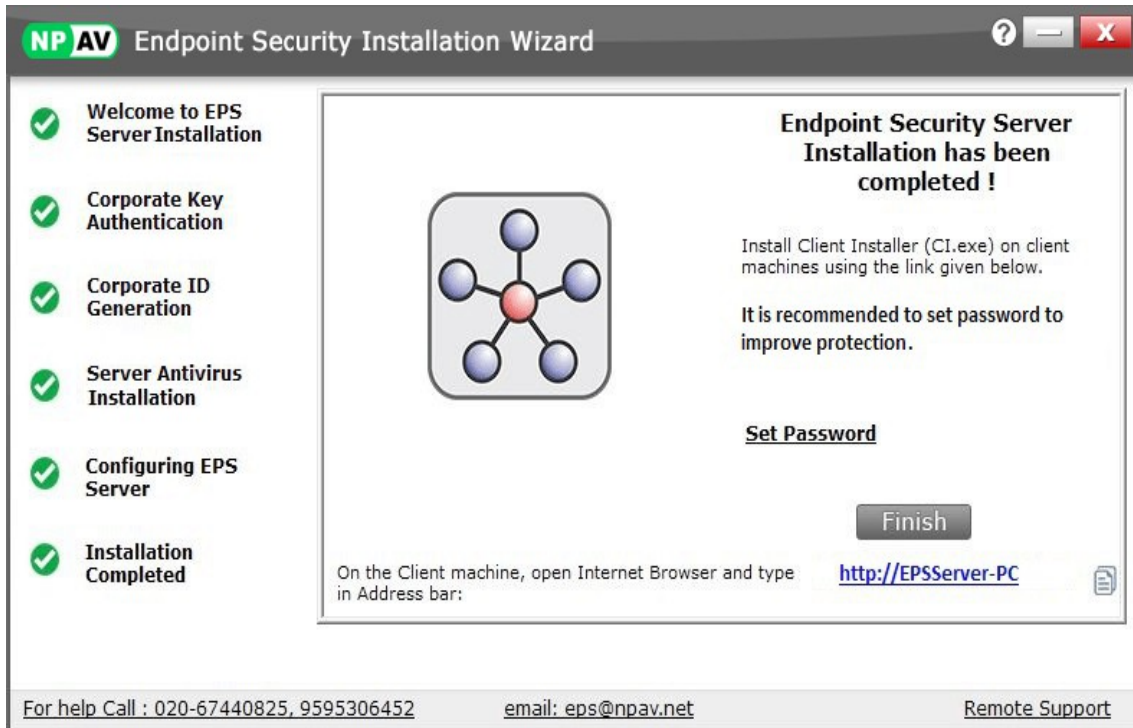 NP AV Endpoint Security Installation Wizard
?
X
Welcome to EPS
Server Installation
Corporate Key
Authentication
Corporate ID
Generation
Server Antivirus
Installation
Configuring EPS
Server
Installation
Completed
Endpoint Security Server
Installation has been
completed !
Install Client Installer (CI.exe) on client
machines using the link given below.
It is recommended to set password to
improve protection.
Set Password
Finish
On the Client machine, open Internet Browser and type
in Address bar:
http://EPSServer-PC
For help Call : 020-67440825, 9595306452
email: eps@npav.net
Remote Support